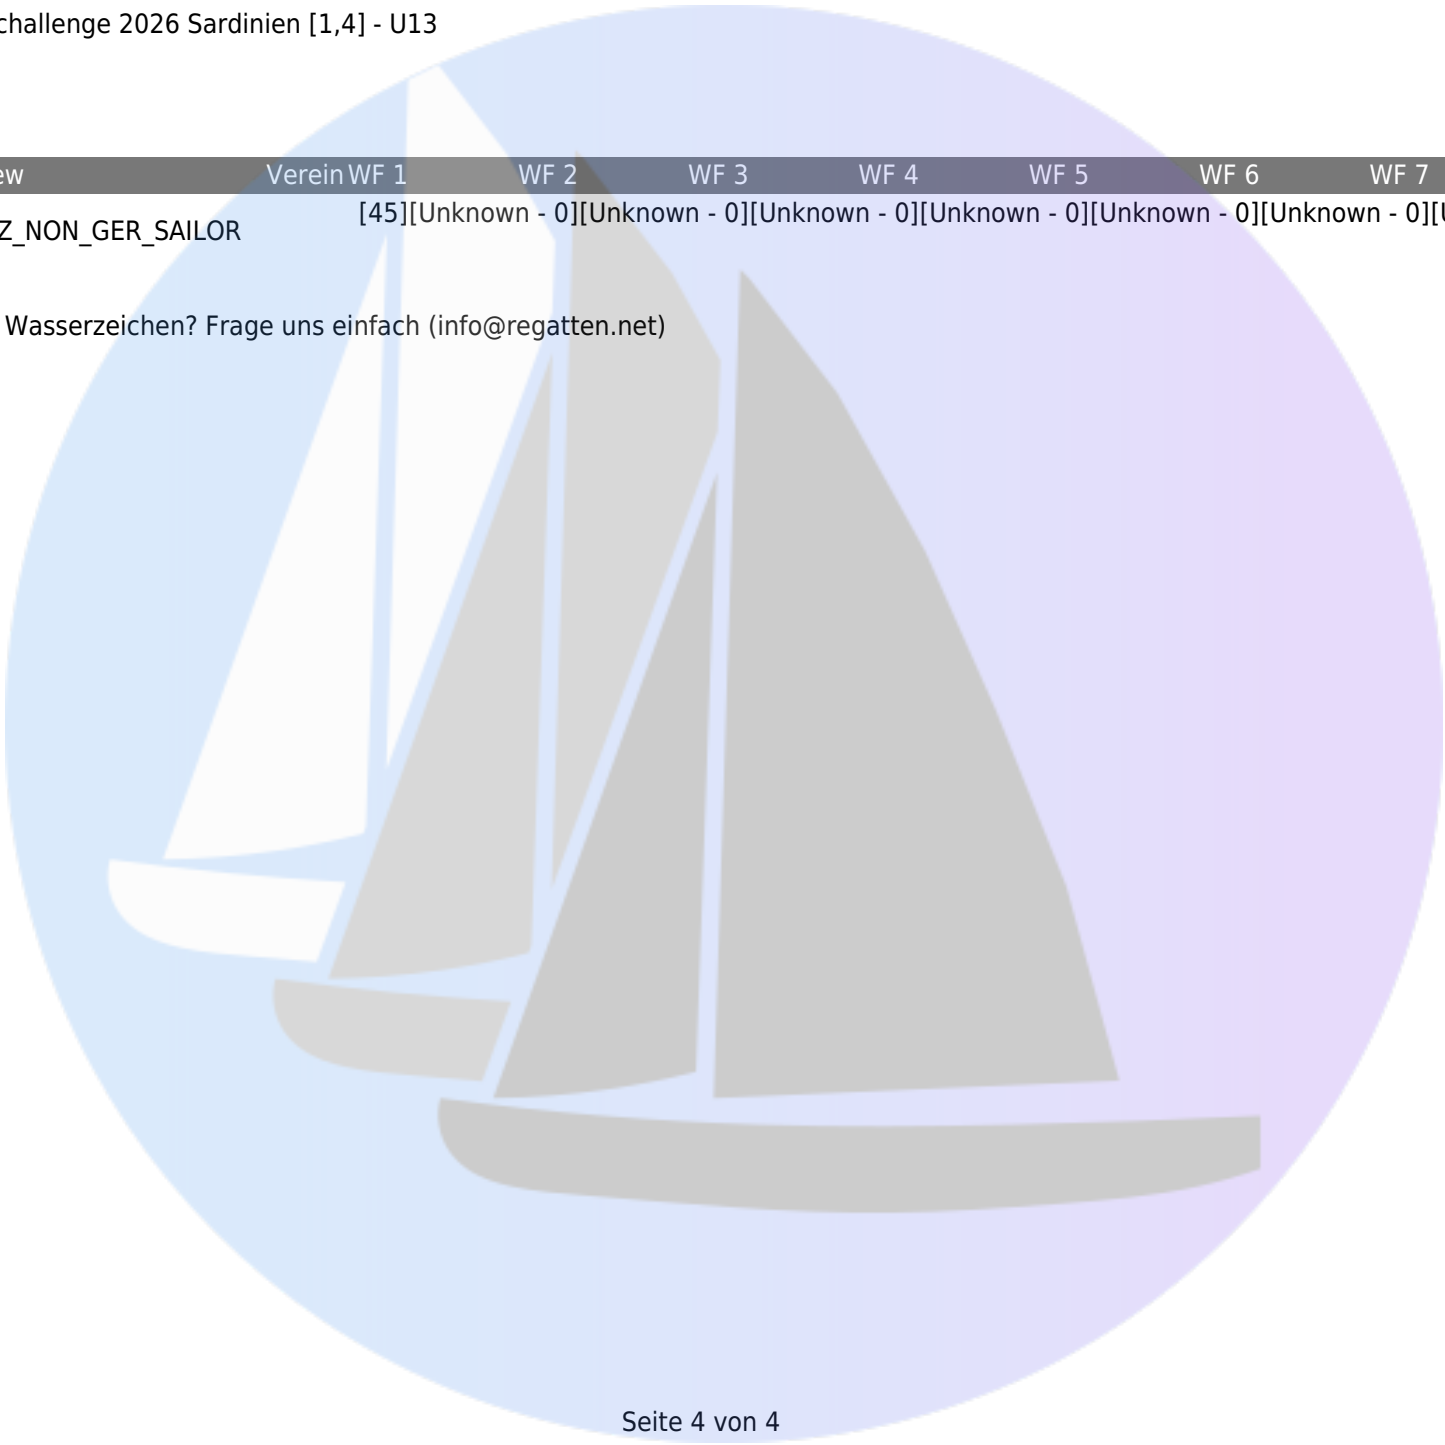 challenge 2026 Sardinien [1,4] - U13
ew Verein WF 1 WF 2 WF 3 WF 4 WF 5 WF 6 WF 7
[45][Unknown - 0][Unknown - 0][Unknown - 0][Unknown - 0][Unknown - 0][Unknown - 0][U
Z_NON_GER_SAILOR
Wasserzeichen? Frage uns einfach (info@regatten.net)
Seite 4 von 4